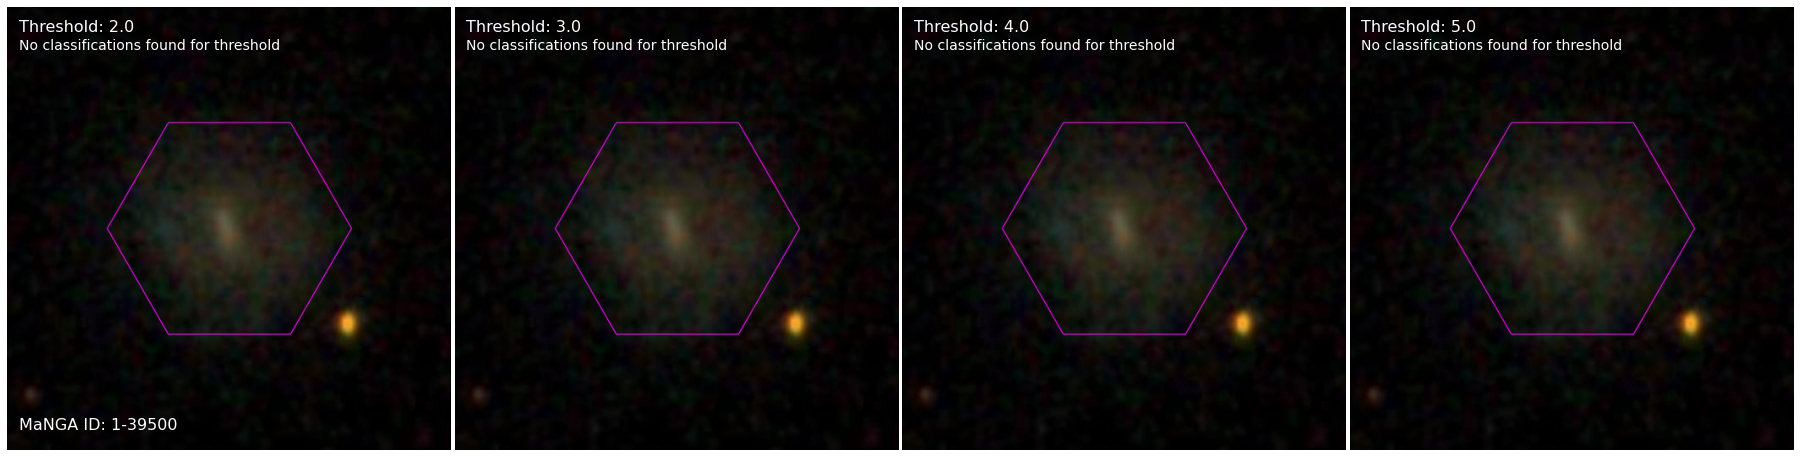 Threshold: 2.0
No classifications found for threshold
MaNGA ID: 1-39500
Threshold: 3.0
No classifications found for threshold
Threshold: 4.0
No classifications found for threshold
Threshold: 5.0
No classifications found for threshold